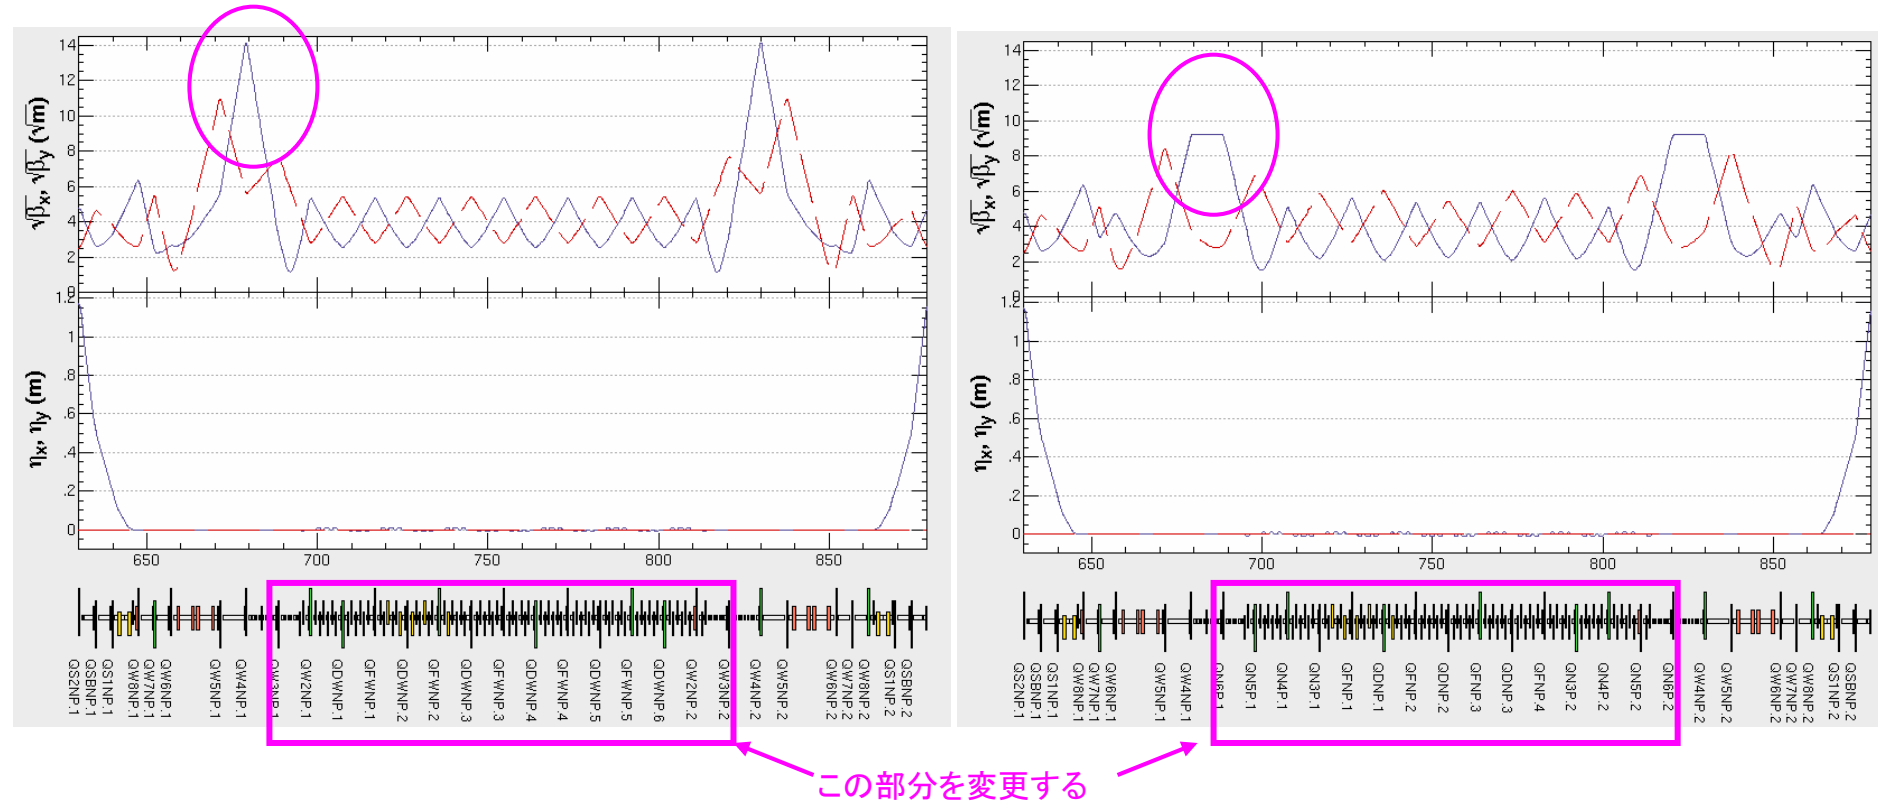 √βx, √βy (√m)
14
12
10
8
6
4
2
0
ηx, ηy (m)
1.2
1
.8
.6
.4
.2
0
650 700 750 800 850
QS2NP.1
QSBNP.1
QS1NP.1
QW8NP.1
QW7NP.1
QW6NP.1
QW5NP.1
QW4NP.1
QW3NP.1
QW2NP.1
QDWNP.1
QFWNP.1
QDWNP.2
QFWNP.2
QDWNP.3
QFWNP.3
QDWNP.4
QFWNP.4
QDWNP.5
QFWNP.5
QDWNP.6
QW2NP.2
QW3NP.2
QW4NP.2
QW5NP.2
QW6NP.2
QW7NP.2
QW8NP.2
QS1NP.2
QSBNP.2
√βx, √βy (√m)
14
12
10
8
6
4
2
0
ηx, ηy (m)
1.2
1
.8
.6
.4
.2
0
650 700 750 800 850
QS2NP.1
QSBNP.1
QS1NP.1
QW8NP.1
QW7NP.1
QW6NP.1
QW5NP.1
QW4NP.1
QN6P.1
QN5P.1
QN4P.1
QN3P.1
QFNP.1
QDNP.1
QFNP.2
QDNP.2
QFNP.3
QDNP.3
QFNP.4
QN3P.2
QN4P.2
QN5P.2
QN6P.2
QW4NP.2
QW5NP.2
QW6NP.2
QW7NP.2
QW8NP.2
QS1NP.2
QSBNP.2
この部分を変更する